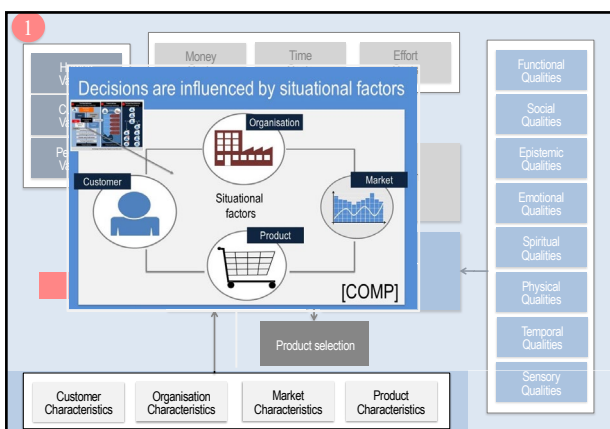 1
Money
Time
Effort
Decisions are influenced by situational factors
Organisation
Customer
Market
Situational
factors
Product
[COMP]
Product selection
Functional
Qualities
Social
Qualities
Epistemic
Qualities
Emotional
Qualities
Spiritual
Qualities
Physical
Qualities
Temporal
Qualities
Sensory
Qualities
Customer
Characteristics
Organisation
Characteristics
Market
Characteristics
Product
Characteristics